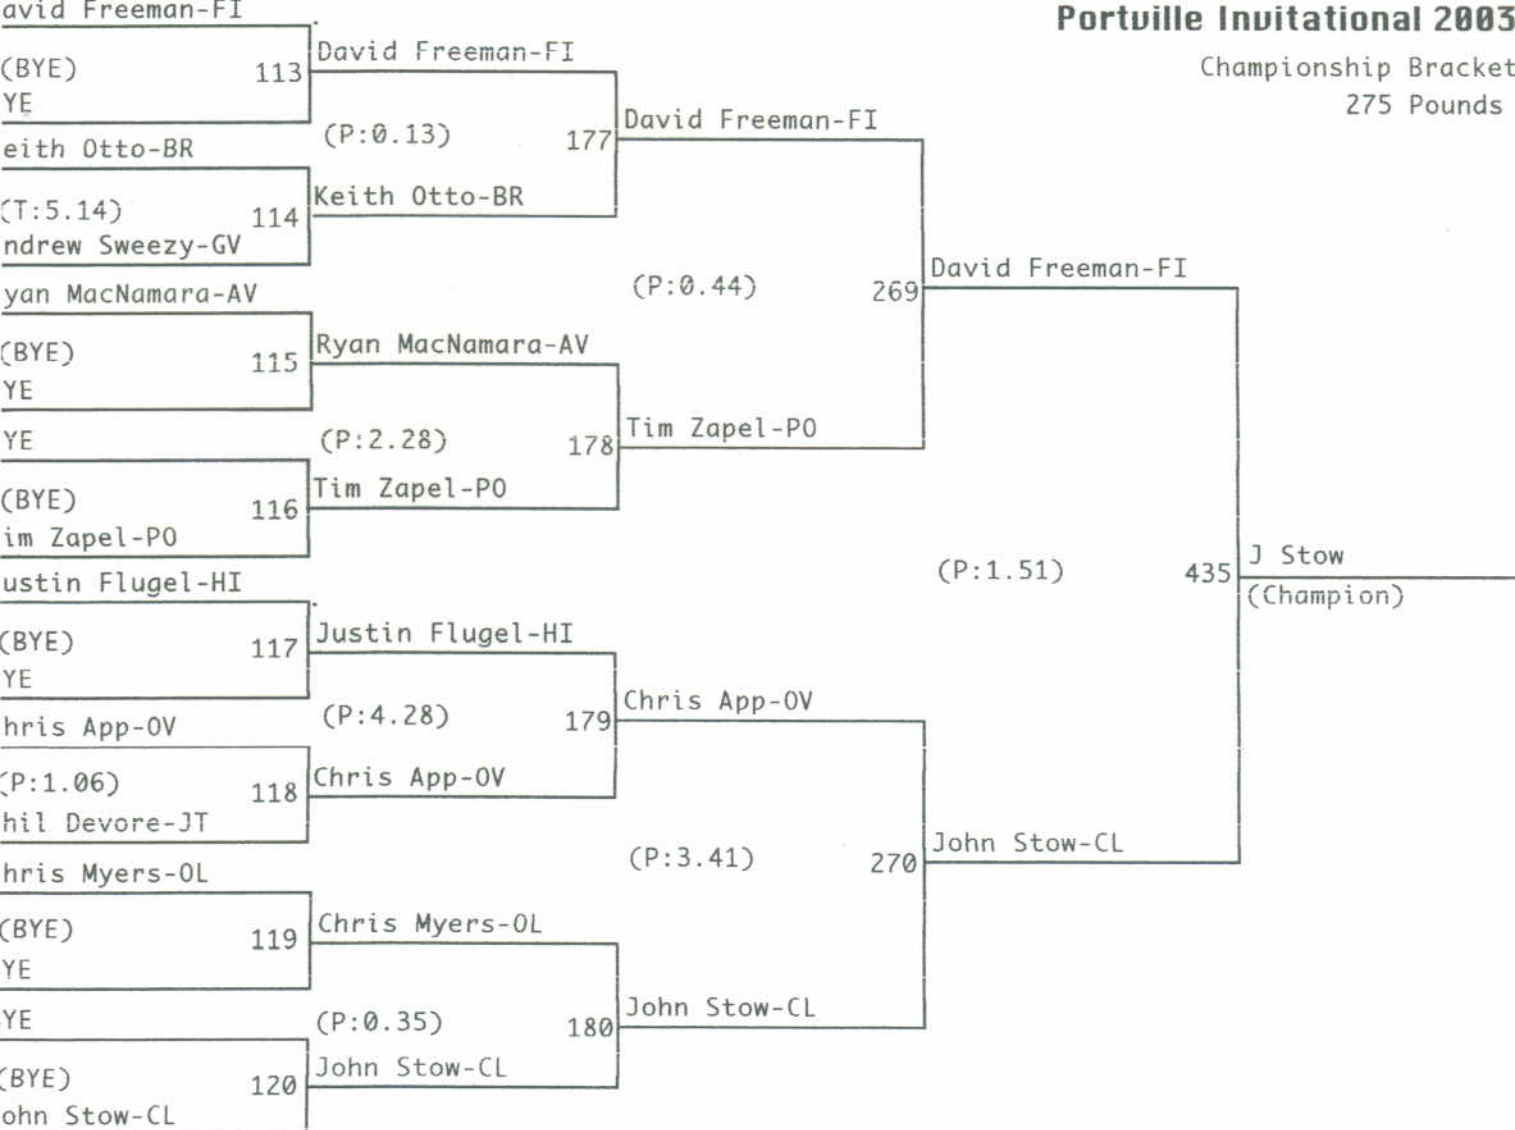 Portville Invitational 2003
Championship Bracket
275 Pounds
avid Freeman-FI
(BYE)
113
YE
eith Otto-BR
(T:5.14)
114
ndrew Sweezy-GV
yan MacNamara-AV
(BYE)
115
YE
YE
(BYE)
116
im Zapel-PO
ustin Flugel-HI
(BYE)
117
YE
hris App-OV
(P:1.06)
118
hil Devore-JT
hris Myers-OL
(BYE)
119
YE
YE
(BYE)
120
ohn Stow-CL
David Freeman-FI
(P:0.13)
177
Keith Otto-BR
Ryan MacNamara-AV
(P:2.28)
178
Tim Zapel-PO
Justin Flugel-HI
(P:4.28)
179
Chris App-OV
Chris Myers-OL
(P:0.35)
180
John Stow-CL
David Freeman-FI
(P:0.44)
269
Tim Zapel-PO
Chris App-OV
(P:3.41)
270
John Stow-CL
David Freeman-FI
(P:1.51)
435
John Stow-CL
J Stow
(Champion)